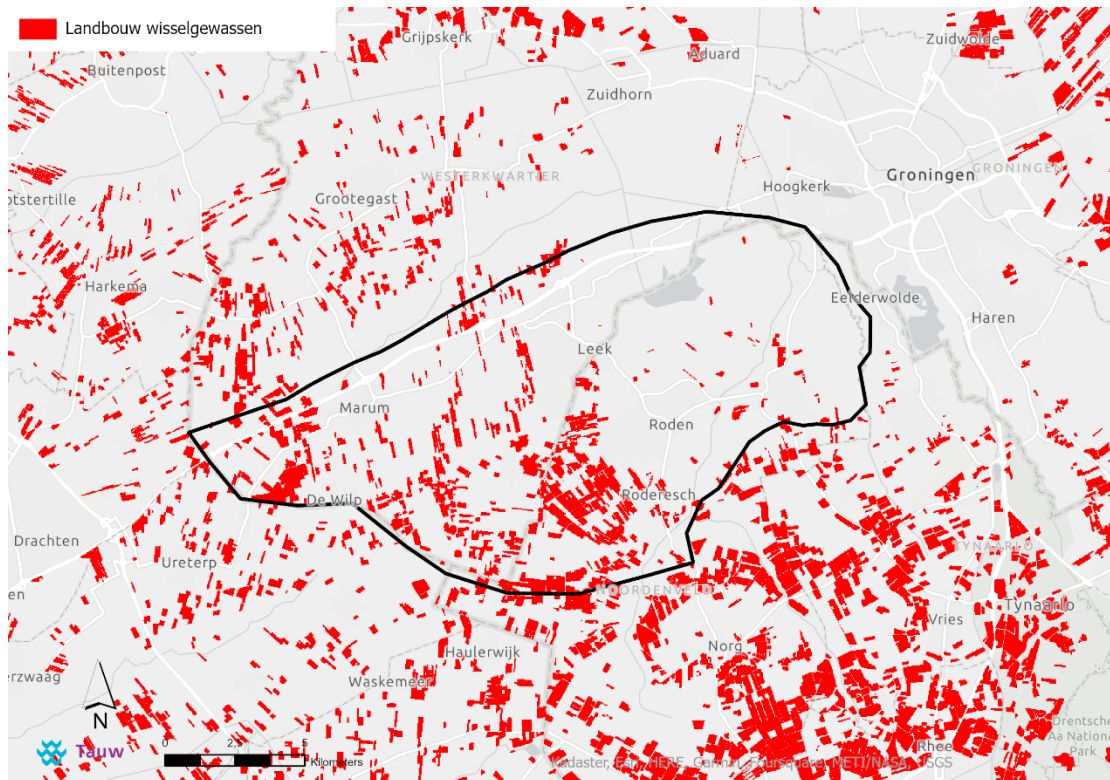 Landbouw wisselgewassen
Grijpskerk
Zuidwolde
Aduard
Buitenpost
Zuidhorn
WESTERKWARTIER
GRONINGEN
Groningen
Hoogkerk
otstertille
Grootegast
Harkema
Eelderwolde
Haren
Leek
Marum
Roden
De Wilp
Roderesch
Drachten
TYNAARLO
Ureterp
en
NOORDENVELD
Tynaarlo
Vries
Norg
Haulerwijk
erzwaag
Waskemeer
N
Drentsche
Aa National
Park
Rhee
Tauw
0 2,5 5
Kilometers
Kadaster, Esri, HERE, Garmin, Foursquare, METI/NASA, USGS